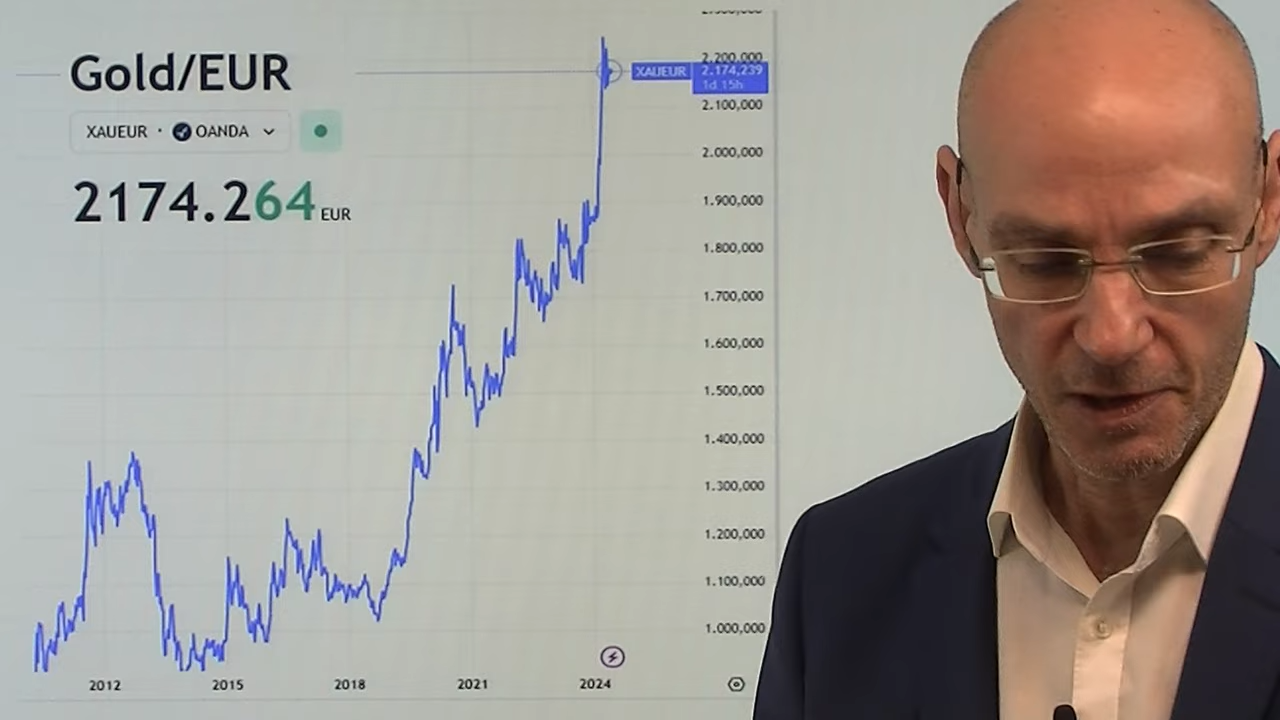 Gold/EUR
XAUEUR · OANDA
2174.264 EUR
2.200,000
XAUEUR 2.174,239
1d 15h
2.100,000
2.000,000
1.900,000
1.800,000
1.700,000
1.600,000
1.500,000
1.400,000
1.300,000
1.200,000
1.100,000
1.000,000
2012 2015 2018 2021 2024